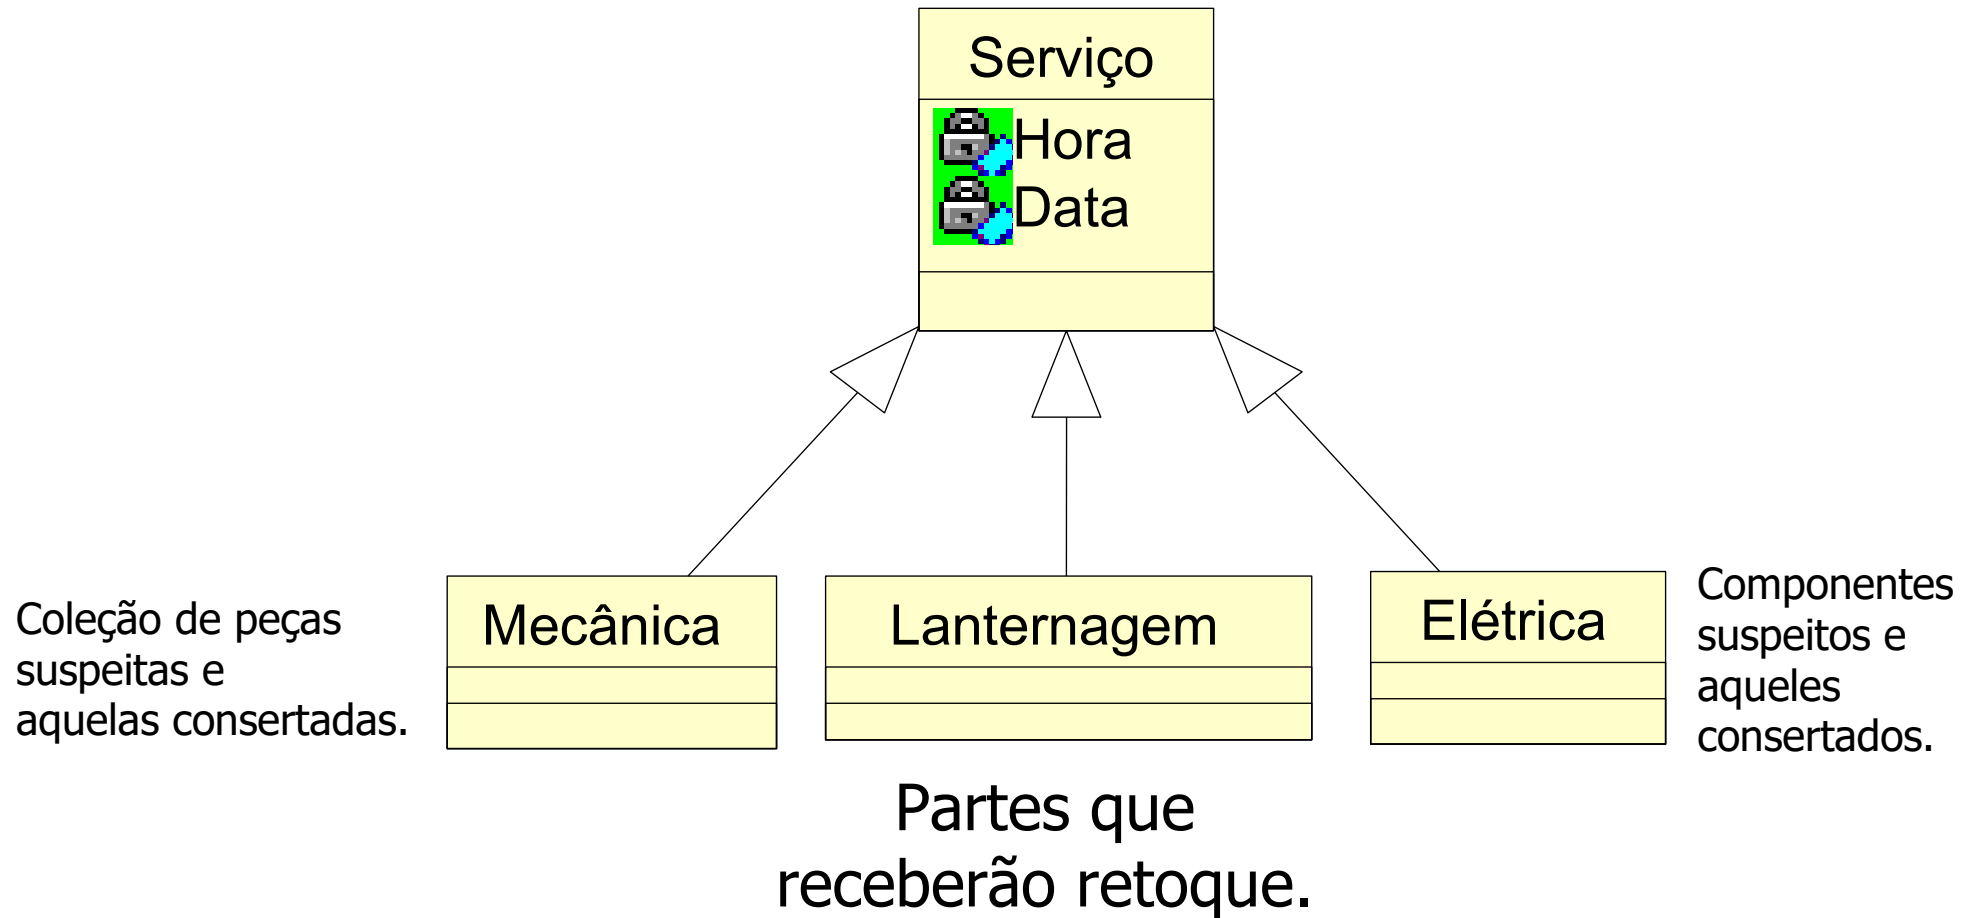 Serviço
Hora
Data
Mecânica
Lanternagem
Elétrica
Coleção de peças
suspeitas e
aquelas consertadas.
Partes que
receberão retoque.
Componentes
suspeitos e
aqueles
consertados.